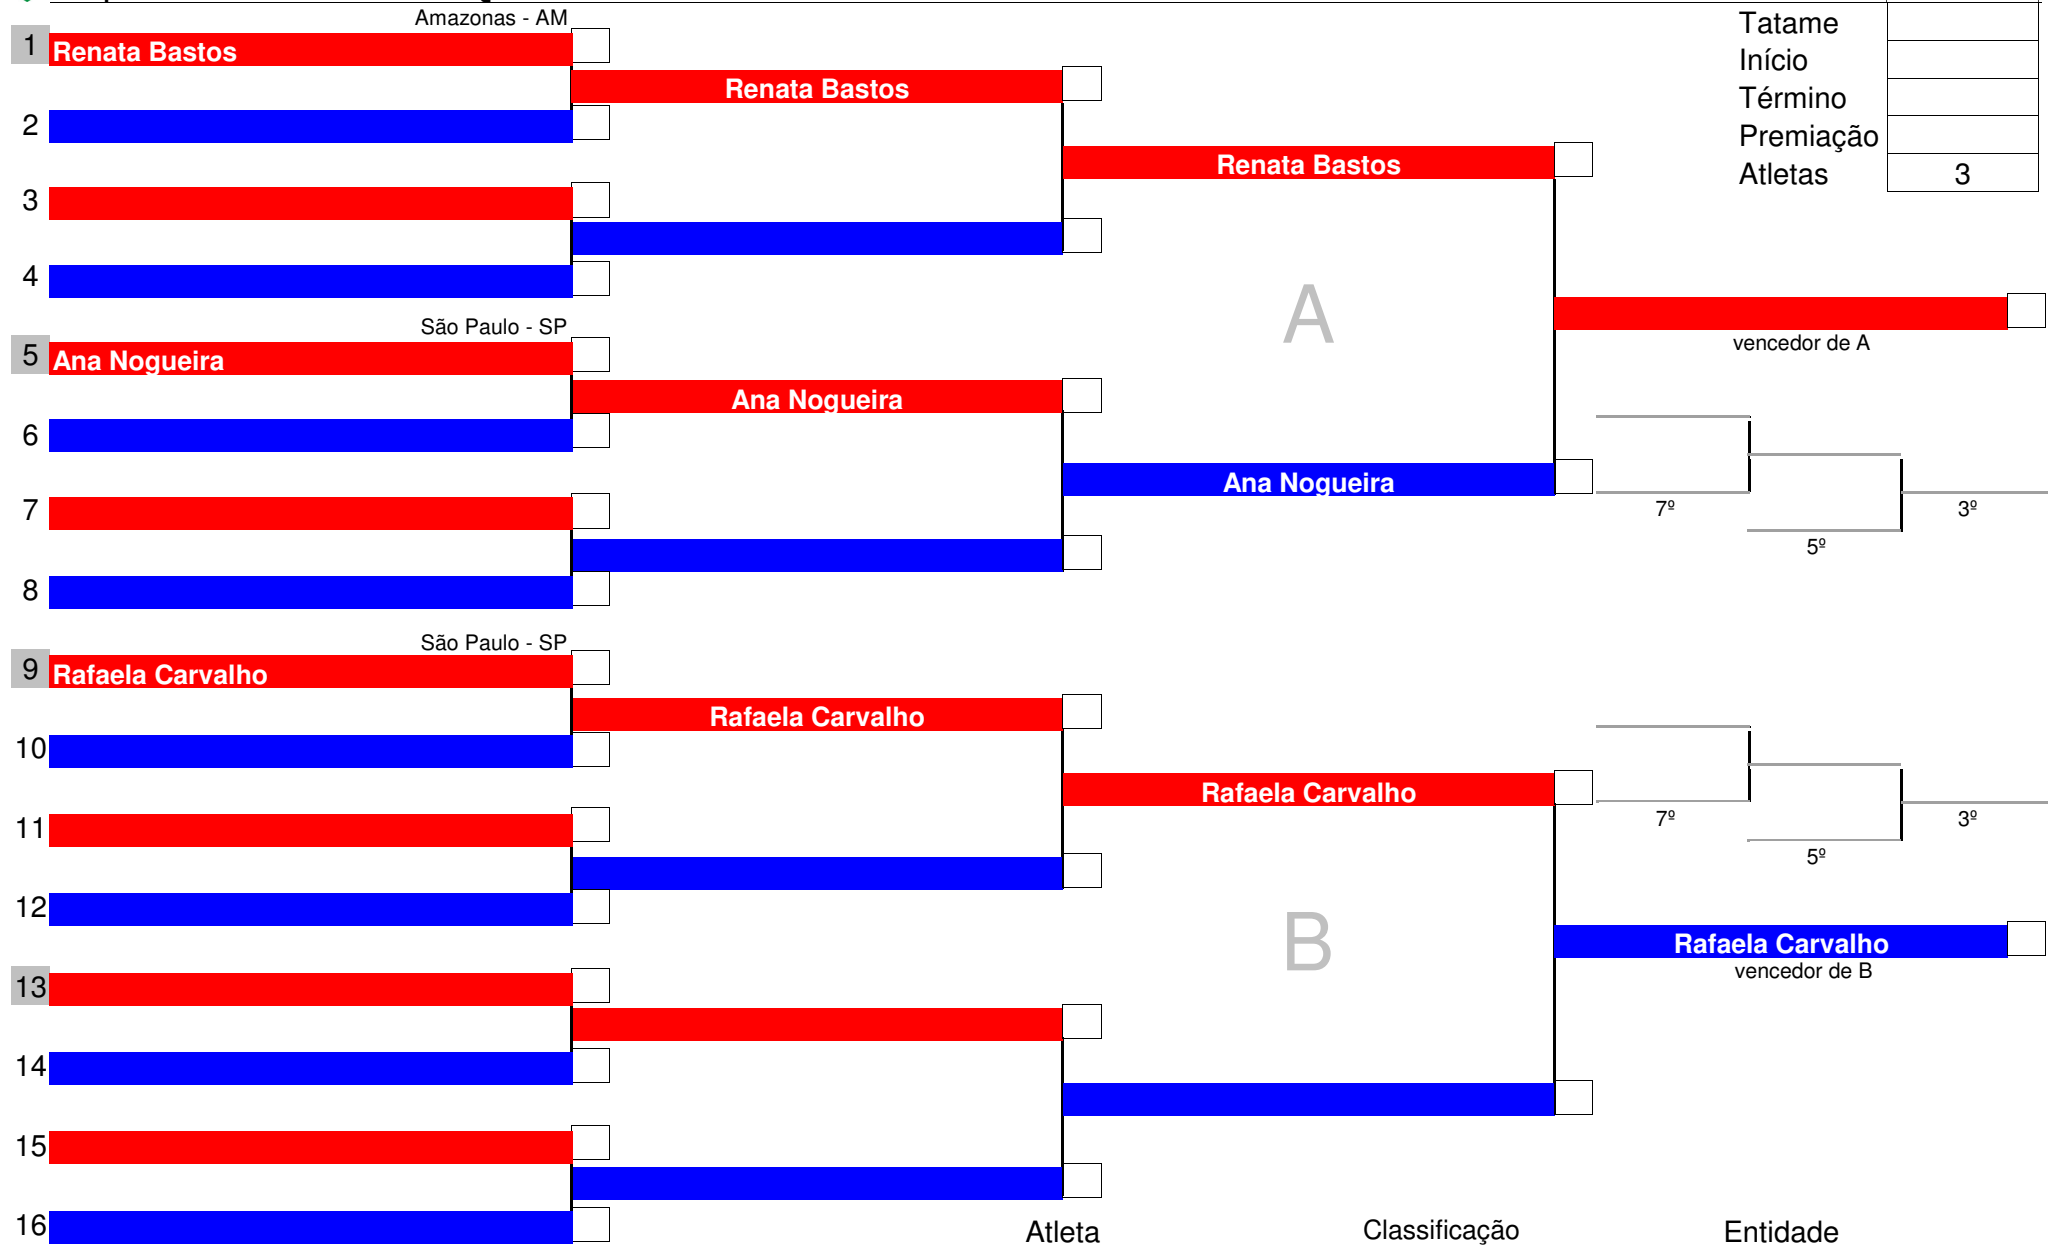 Amazonas - AM
1 Renata Bastos
Renata Bastos
2
3
4
São Paulo - SP
5 Ana Nogueira
Ana Nogueira
6
7
8
São Paulo - SP
9 Rafaela Carvalho
Rafaela Carvalho
10
11
12
13
14
15
16
Renata Bastos
A
Ana Nogueira
Rafaela Carvalho
B
Tatame
Início
Término
Premiação
Atletas 3
vencedor de A
7º
5º
3º
7º
5º
3º
Rafaela Carvalho
vencedor de B
Atleta Classificação Entidade